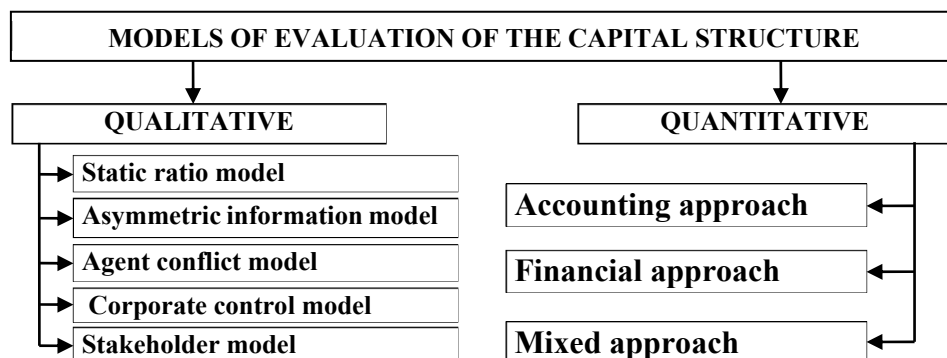 MODELS OF EVALUATION OF THE CAPITAL STRUCTURE
QUALITATIVE
Static ratio model
Asymmetric information model
Agent conflict model
Corporate control model
Stakeholder model
QUANTITATIVE
Accounting approach
Financial approach
Mixed approach